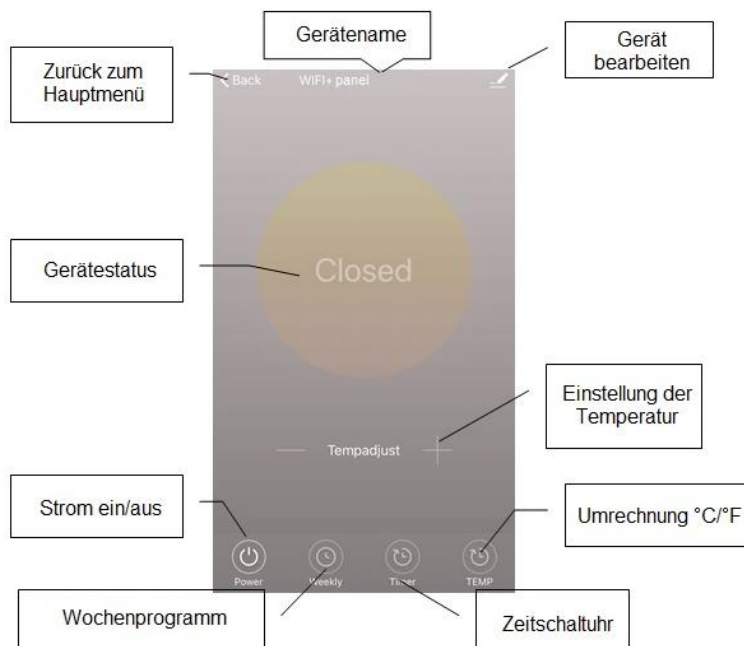 Gerätename
Gerät
bearbeiten
Zurück zum
Hauptmenü
Back
WIFI+ panel
Gerätestatus
Closed
Einstellung der
Temperatur
Tempadjust
Strom ein/aus
Umrechnung °C/°F
Power
Weekly
Timer
TEMP
Wochenprogramm
Zeitschaltuhr